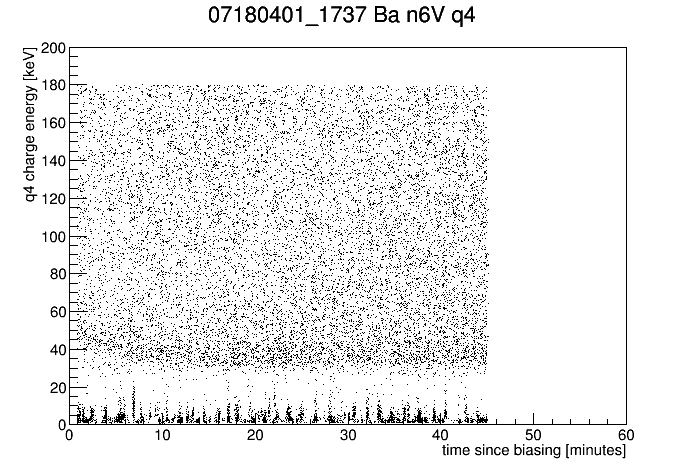 07180401_1737 Ba n6V q4
q4 charge energy [keV]
200
180
160
140
120
100
80
60
40
20
0
0 10 20 30 40 50 60
time since biasing [minutes]